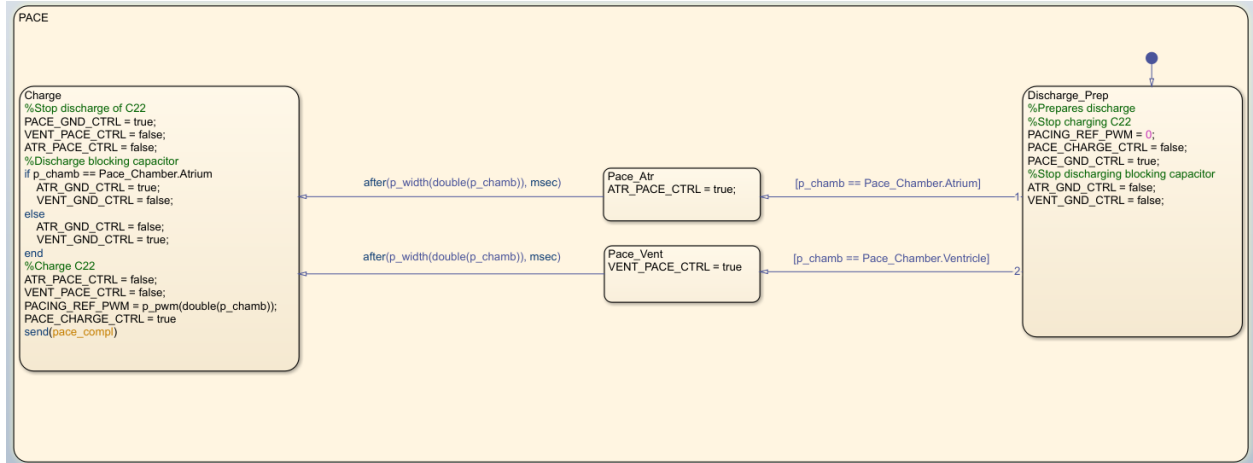 PACE
Charge
%Stop discharge of C22
PACE_GND_CTRL = true;
VENT_PACE_CTRL = false;
ATR_PACE_CTRL = false;
%Discharge blocking capacitor
if p_chamb == Pace_Chamber.Atrium
ATR_GND_CTRL = true;
VENT_GND_CTRL = false;
else
ATR_GND_CTRL = false;
VENT_GND_CTRL = true;
end
%Charge C22
ATR_PACE_CTRL = false;
VENT_PACE_CTRL = false;
PACING_REF_PWM = p_pwm(double(p_chamb));
PACE_CHARGE_CTRL = true
send(pace_compl)
after(p_width(double(p_chamb)), msec)
Pace_Atr
ATR_PACE_CTRL = true;
[p_chamb == Pace_Chamber.Atrium]
1
after(p_width(double(p_chamb)), msec)
Pace_Vent
VENT_PACE_CTRL = true
[p_chamb == Pace_Chamber.Ventricle]
2
Discharge_Prep
%Prepares discharge
%Stop charging C22
PACING_REF_PWM = 0;
PACE_CHARGE_CTRL = false;
PACE_GND_CTRL = true;
%Stop discharging blocking capacitor
ATR_GND_CTRL = false;
VENT_GND_CTRL = false;